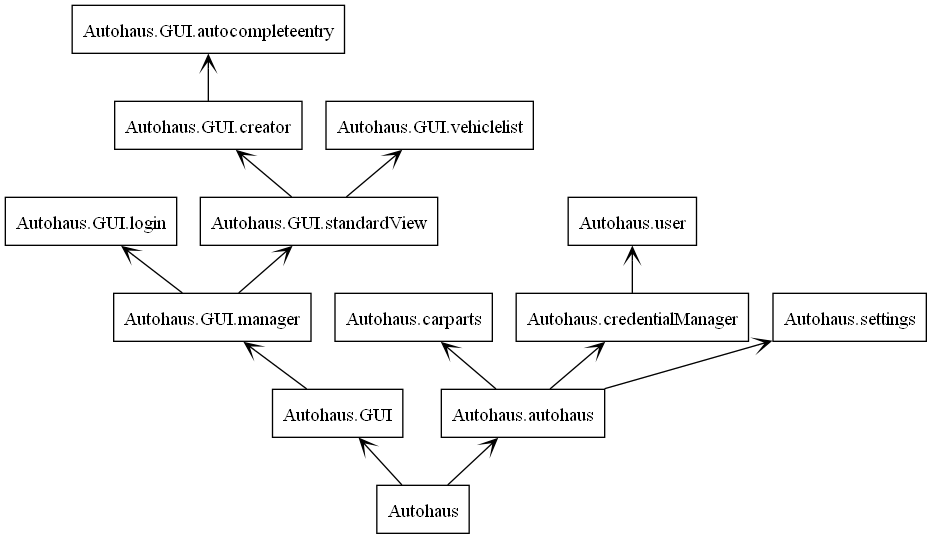 Autohaus.GUI.autocompleteentry
Autohaus.GUI.creator
Autohaus.GUI.vehiclelist
Autohaus.GUI.login
Autohaus.GUI.standardView
Autohaus.user
Autohaus.GUI.manager
Autohaus.carparts
Autohaus.credentialManager
Autohaus.settings
Autohaus.GUI
Autohaus.autohaus
Autohaus